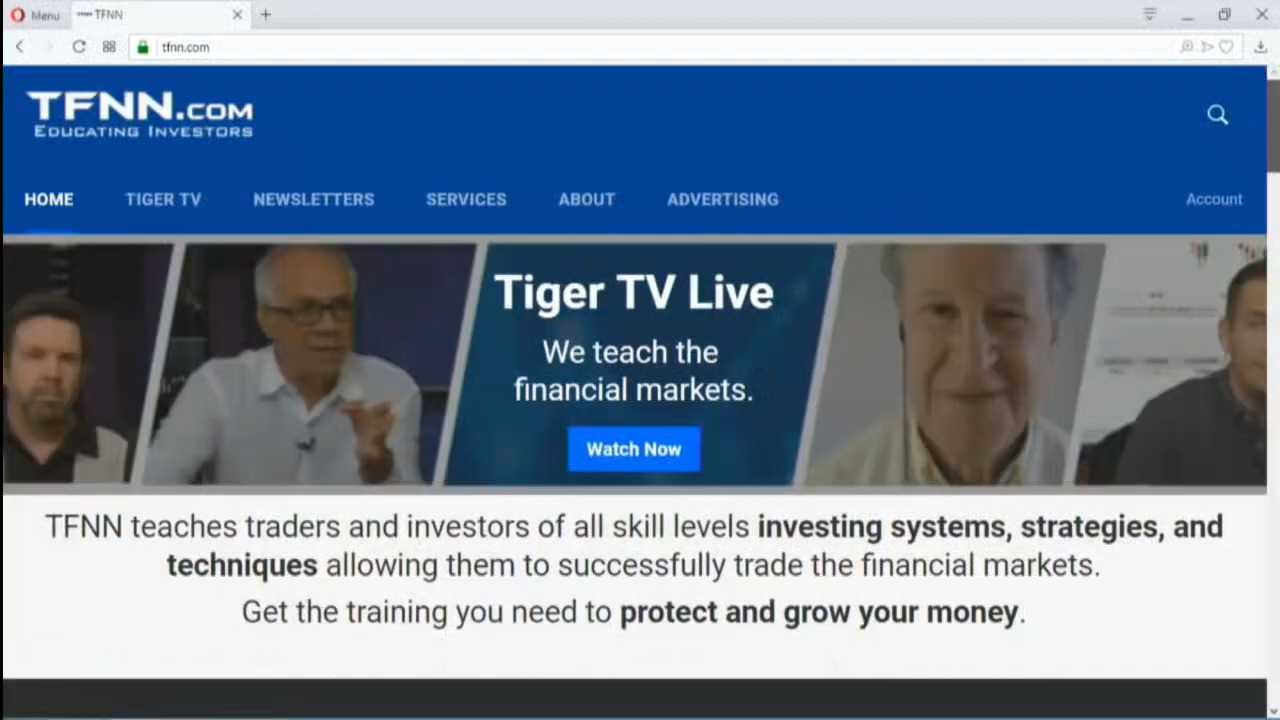 Menu
TFNN
tfnn.com
TFNN.COM
EDUCATING INVESTORS
HOME
TIGER TV
NEWSLETTERS
SERVICES
ABOUT
ADVERTISING
Account
Tiger TV Live
We teach the
financial markets.
Watch Now
TFNN teaches traders and investors of all skill levels investing systems, strategies, and
techniques allowing them to successfully trade the financial markets.
Get the training you need to protect and grow your money.